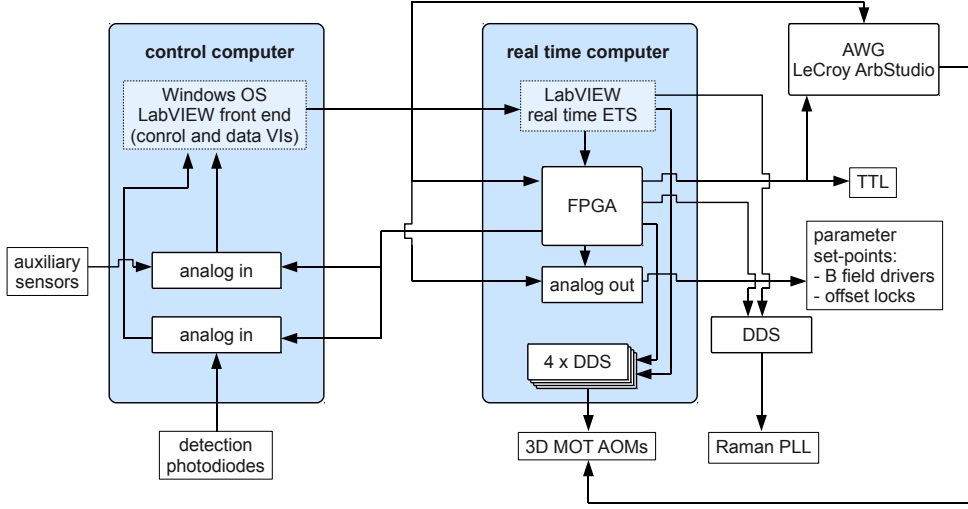 control computer
Windows OS
LabVIEW front end
(conrol and data VIs)
analog in
analog in
auxiliary
sensors
detection
photodiodes
real time computer
LabVIEW
real time ETS
FPGA
analog out
4 x DDS
3D MOT AOMs
AWG
LeCroy ArbStudio
TTL
parameter
set-points:
- B field drivers
- offset locks
DDS
Raman PLL